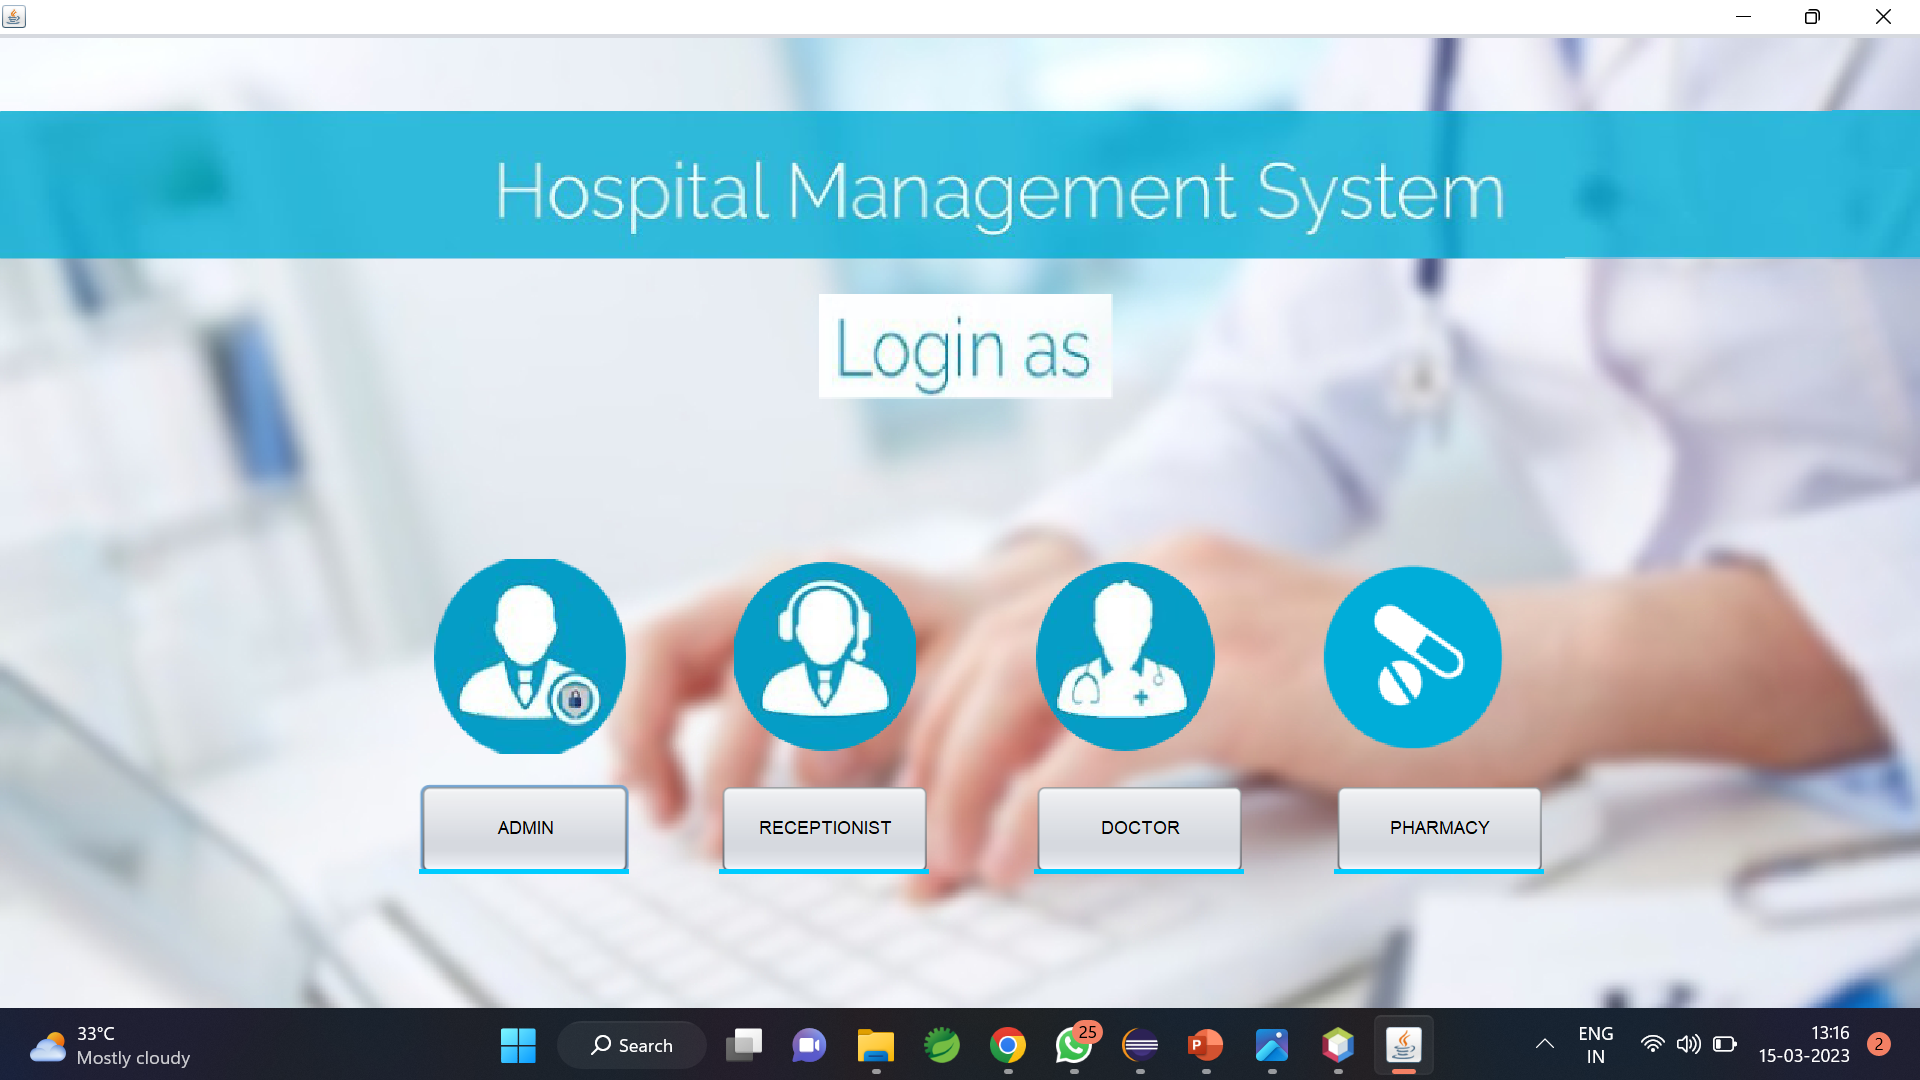 Hospital Management System
Login as
ADMIN
RECEPTIONIST
DOCTOR
PHARMACY
33°C
Mostly cloudy
Search
25
P
ENG
IN
13:16
15-03-2023
2